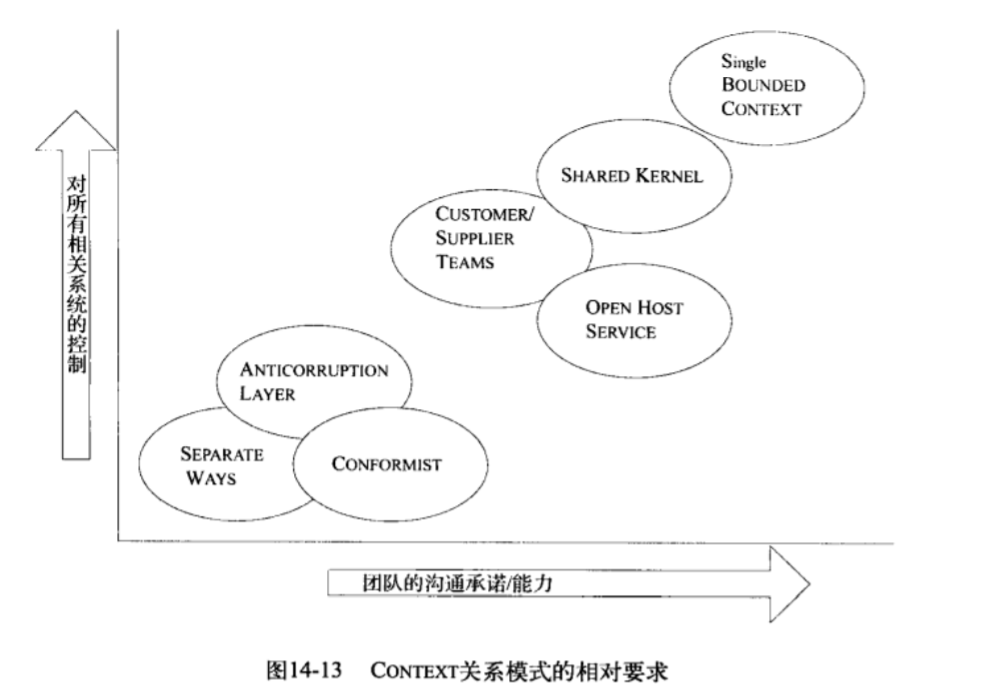 Single
BOUNDED
CONTEXT
SHARED KERNEL
CUSTOMER/
SUPPLIER
TEAMS
OPEN HOST
SERVICE
ANTICORRUPTION
LAYER
SEPARATE
WAYS
CONFORMIST
对所有相关系统的控制
团队的沟通承诺/能力
图14-13 CONTEXT关系模式的相对要求